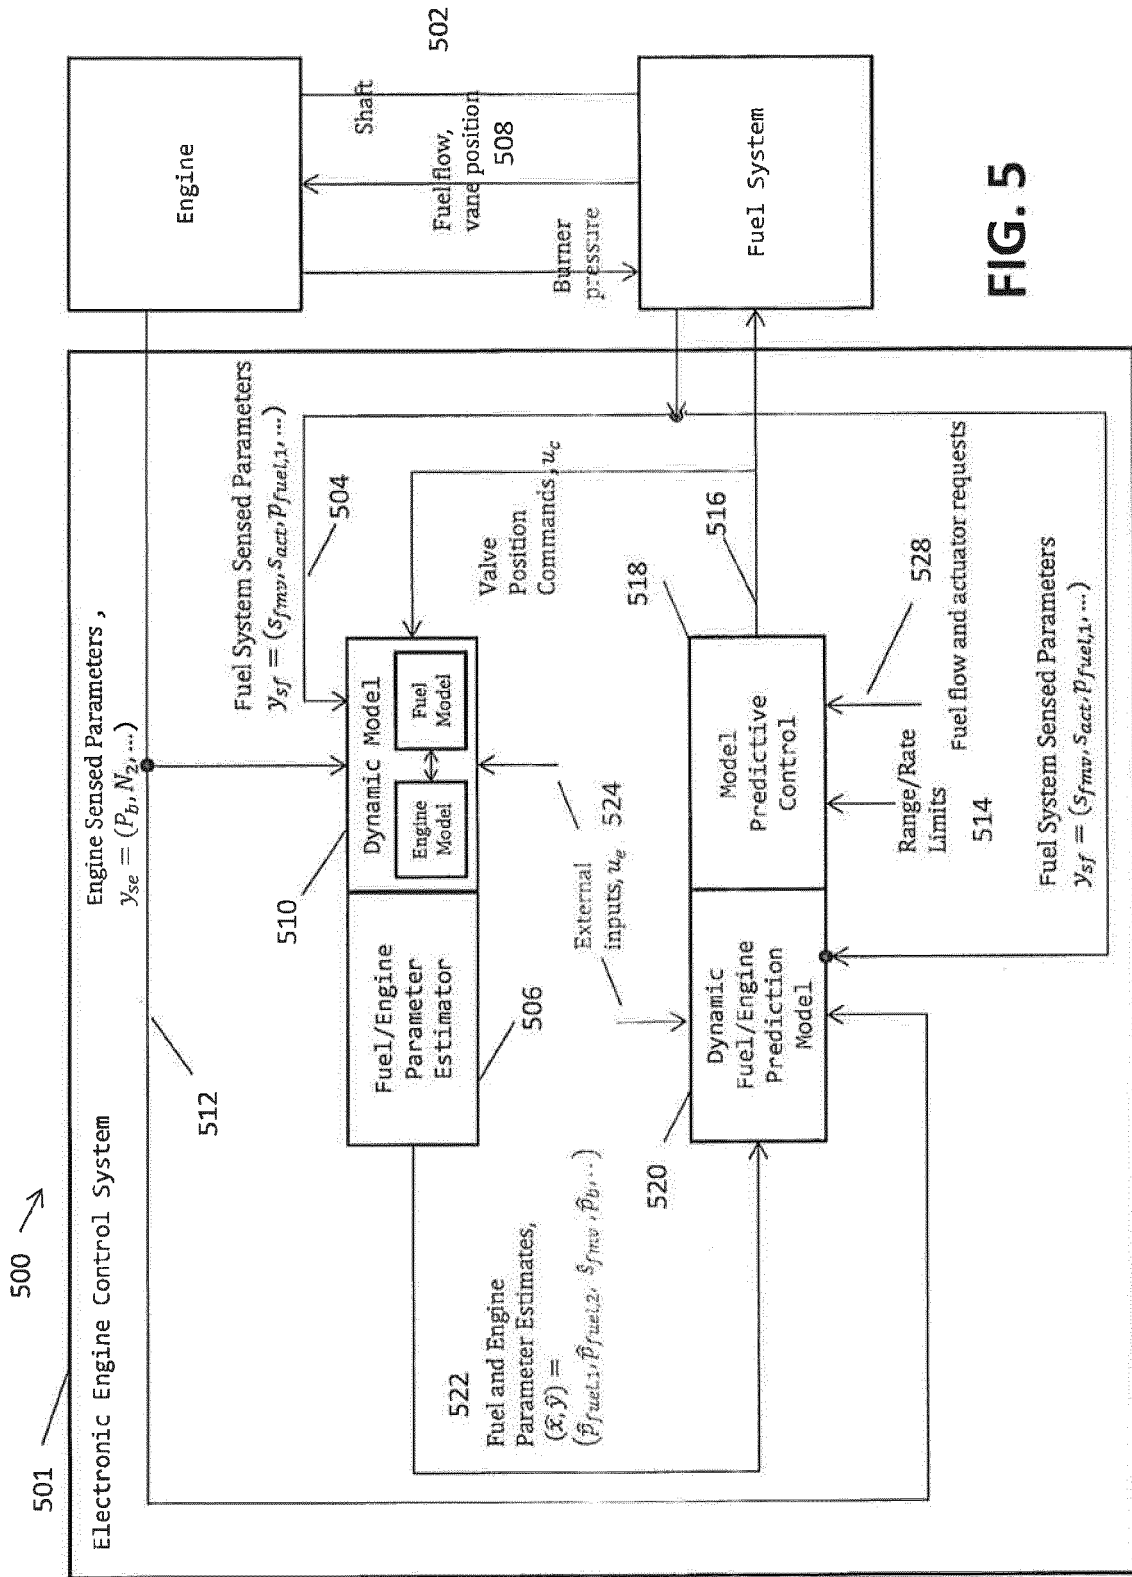 500
501
Electronic Engine Control System
512
Engine Sensed Parameters ,
y_se = (P_b, N_2, …)
Fuel System Sensed Parameters
y_sf = (s_fmv, s_act, p_fuel,1, …)
504
510
Fuel/Engine
Parameter
Estimator
Dynamic Model
Engine
Model
Fuel
Model
506
522
Fuel and Engine
Parameter Estimates,
(x̂, ŷ) =
(p̂_fuel,1, p̂_fuel,2, ŝ_fmv, p̂_b, …)
External
inputs, u_e
524
Valve
Position
Commands, u_c
520
518
516
Dynamic
Fuel/Engine
Prediction
Model
Model
Predictive
Control
Range/Rate
Limits
514
528
Fuel flow and actuator requests
Fuel System Sensed Parameters
y_sf = (s_fmv, s_act, p_fuel,1, …)
Engine
Shaft
502
Fuel flow,
vane position
508
Burner
pressure
Fuel System
FIG. 5